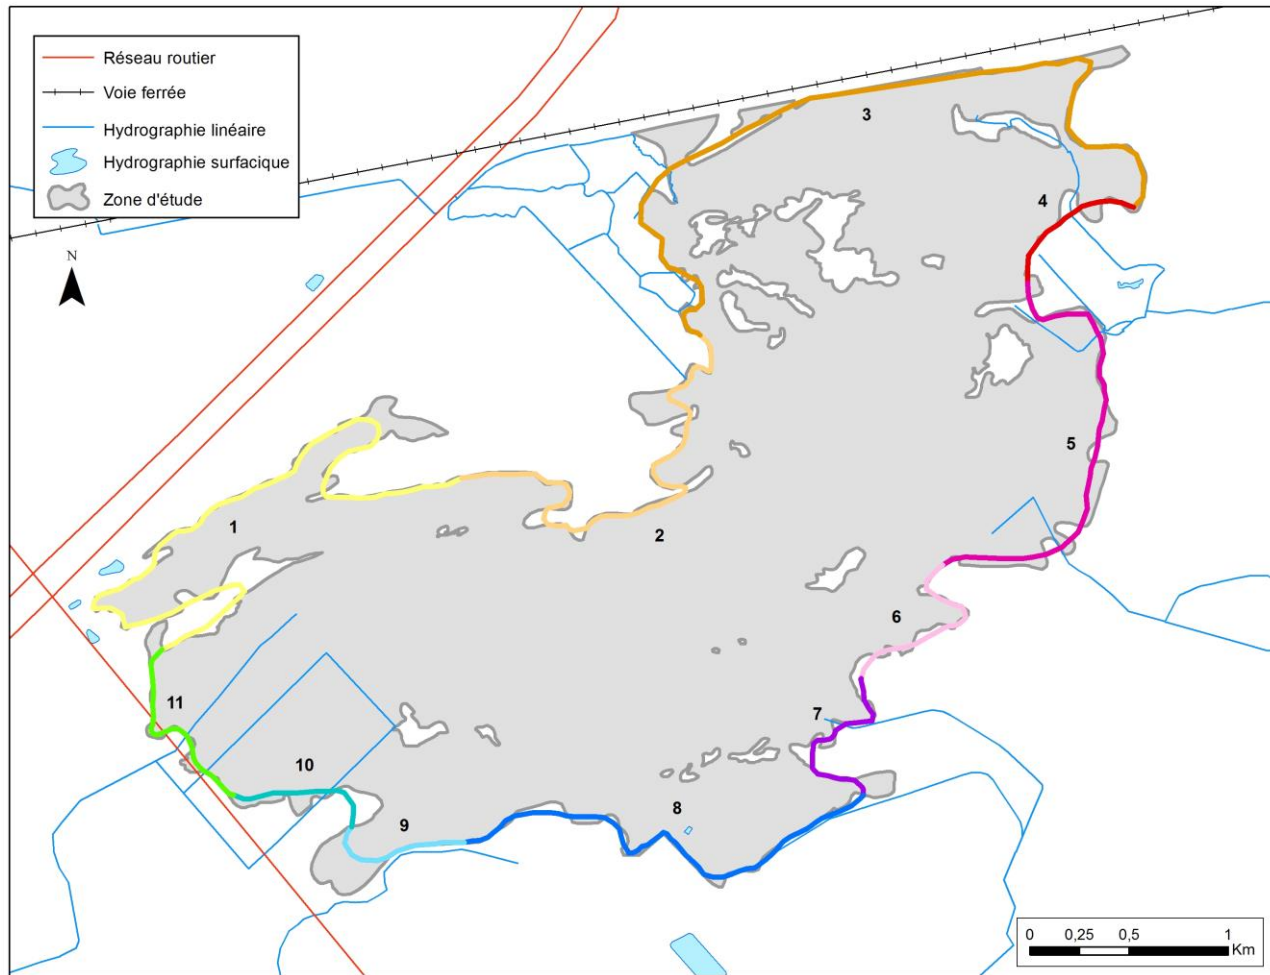 Réseau routier
Voie ferrée
Hydrographie linéaire
Hydrographie surfacique
Zone d'étude
N
3
4
1
5
2
6
7
11
10
8
9
0 0,25 0,5 1
Km